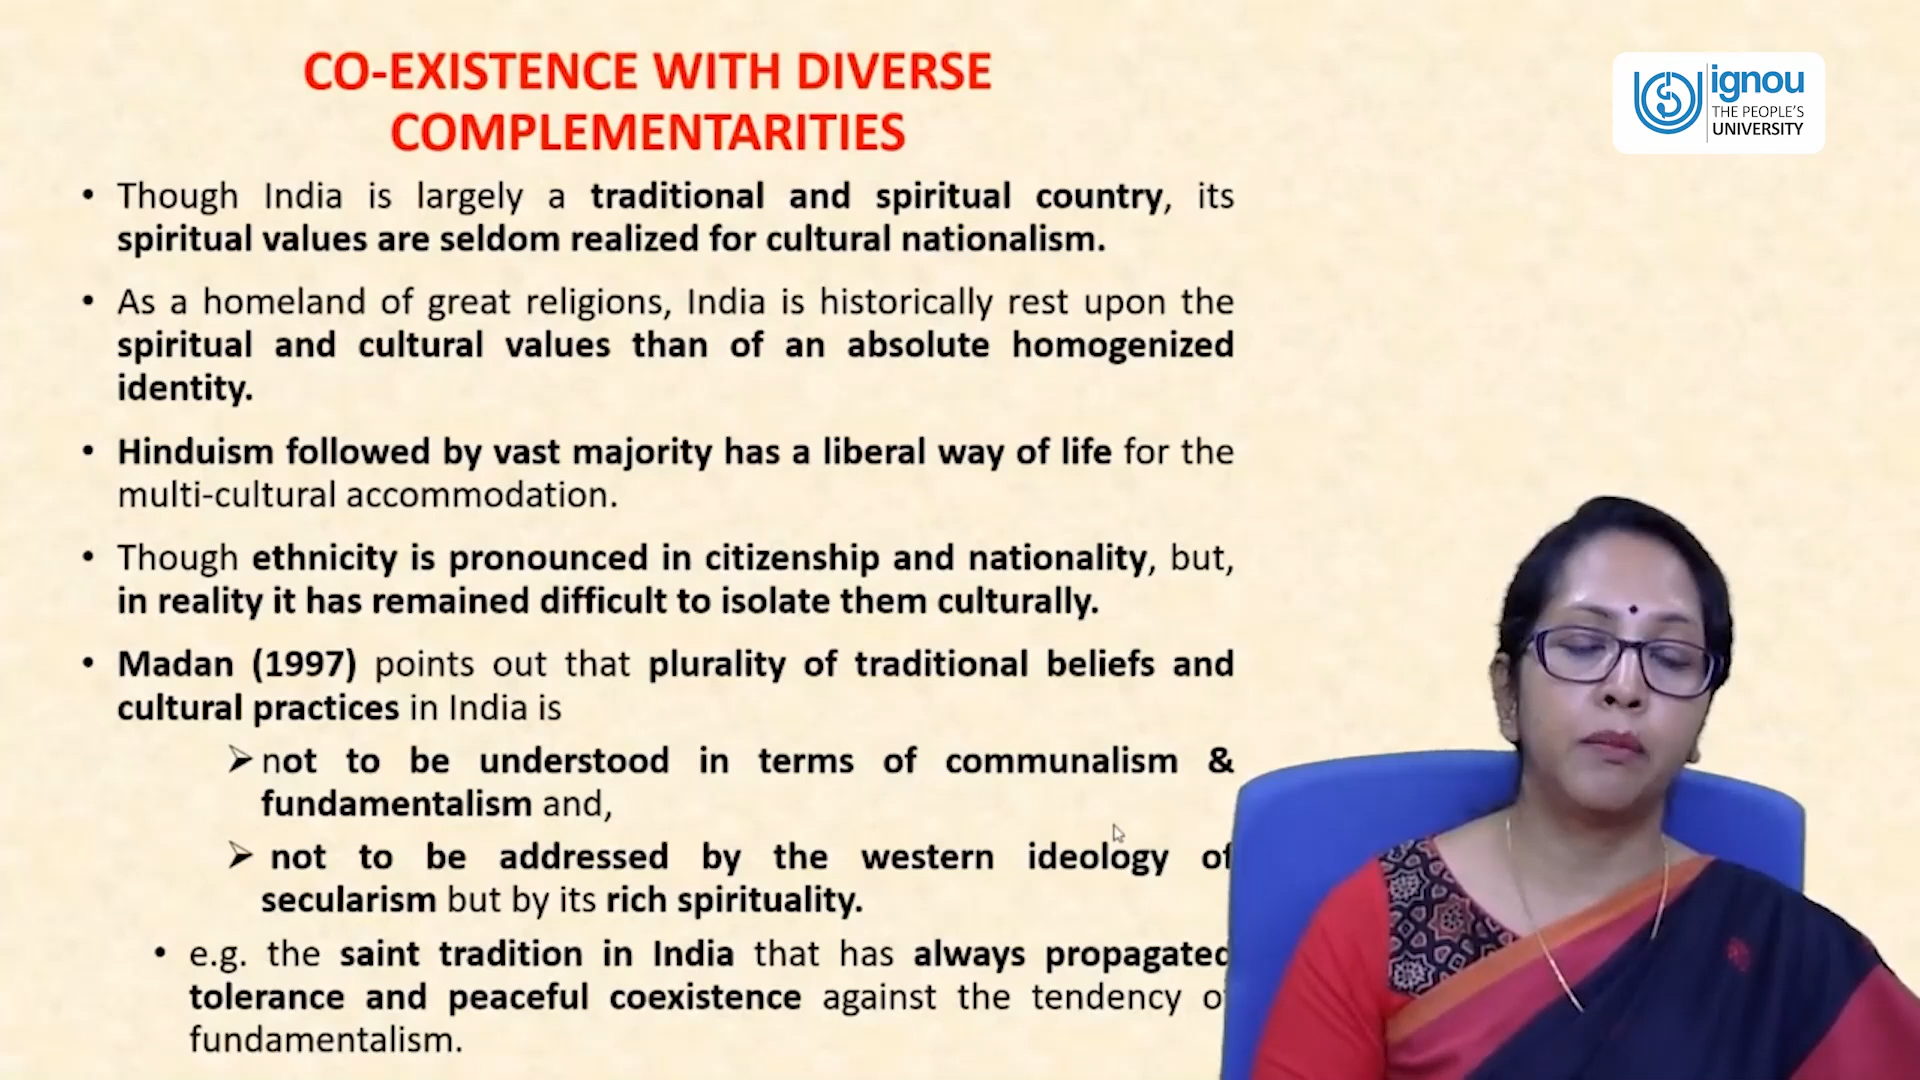 CO-EXISTENCE WITH DIVERSE
COMPLEMENTARITIES
ignou
THE PEOPLE'S
UNIVERSITY
• Though India is largely a traditional and spiritual country, its
spiritual values are seldom realized for cultural nationalism.
• As a homeland of great religions, India is historically rest upon the
spiritual and cultural values than of an absolute homogenized
identity.
• Hinduism followed by vast majority has a liberal way of life for the
multi-cultural accommodation.
• Though ethnicity is pronounced in citizenship and nationality, but,
in reality it has remained difficult to isolate them culturally.
• Madan (1997) points out that plurality of traditional beliefs and
cultural practices in India is
➢ not to be understood in terms of communalism &
fundamentalism and,
➢ not to be addressed by the western ideology of
secularism but by its rich spirituality.
• e.g. the saint tradition in India that has always propagated
tolerance and peaceful coexistence against the tendency of
fundamentalism.